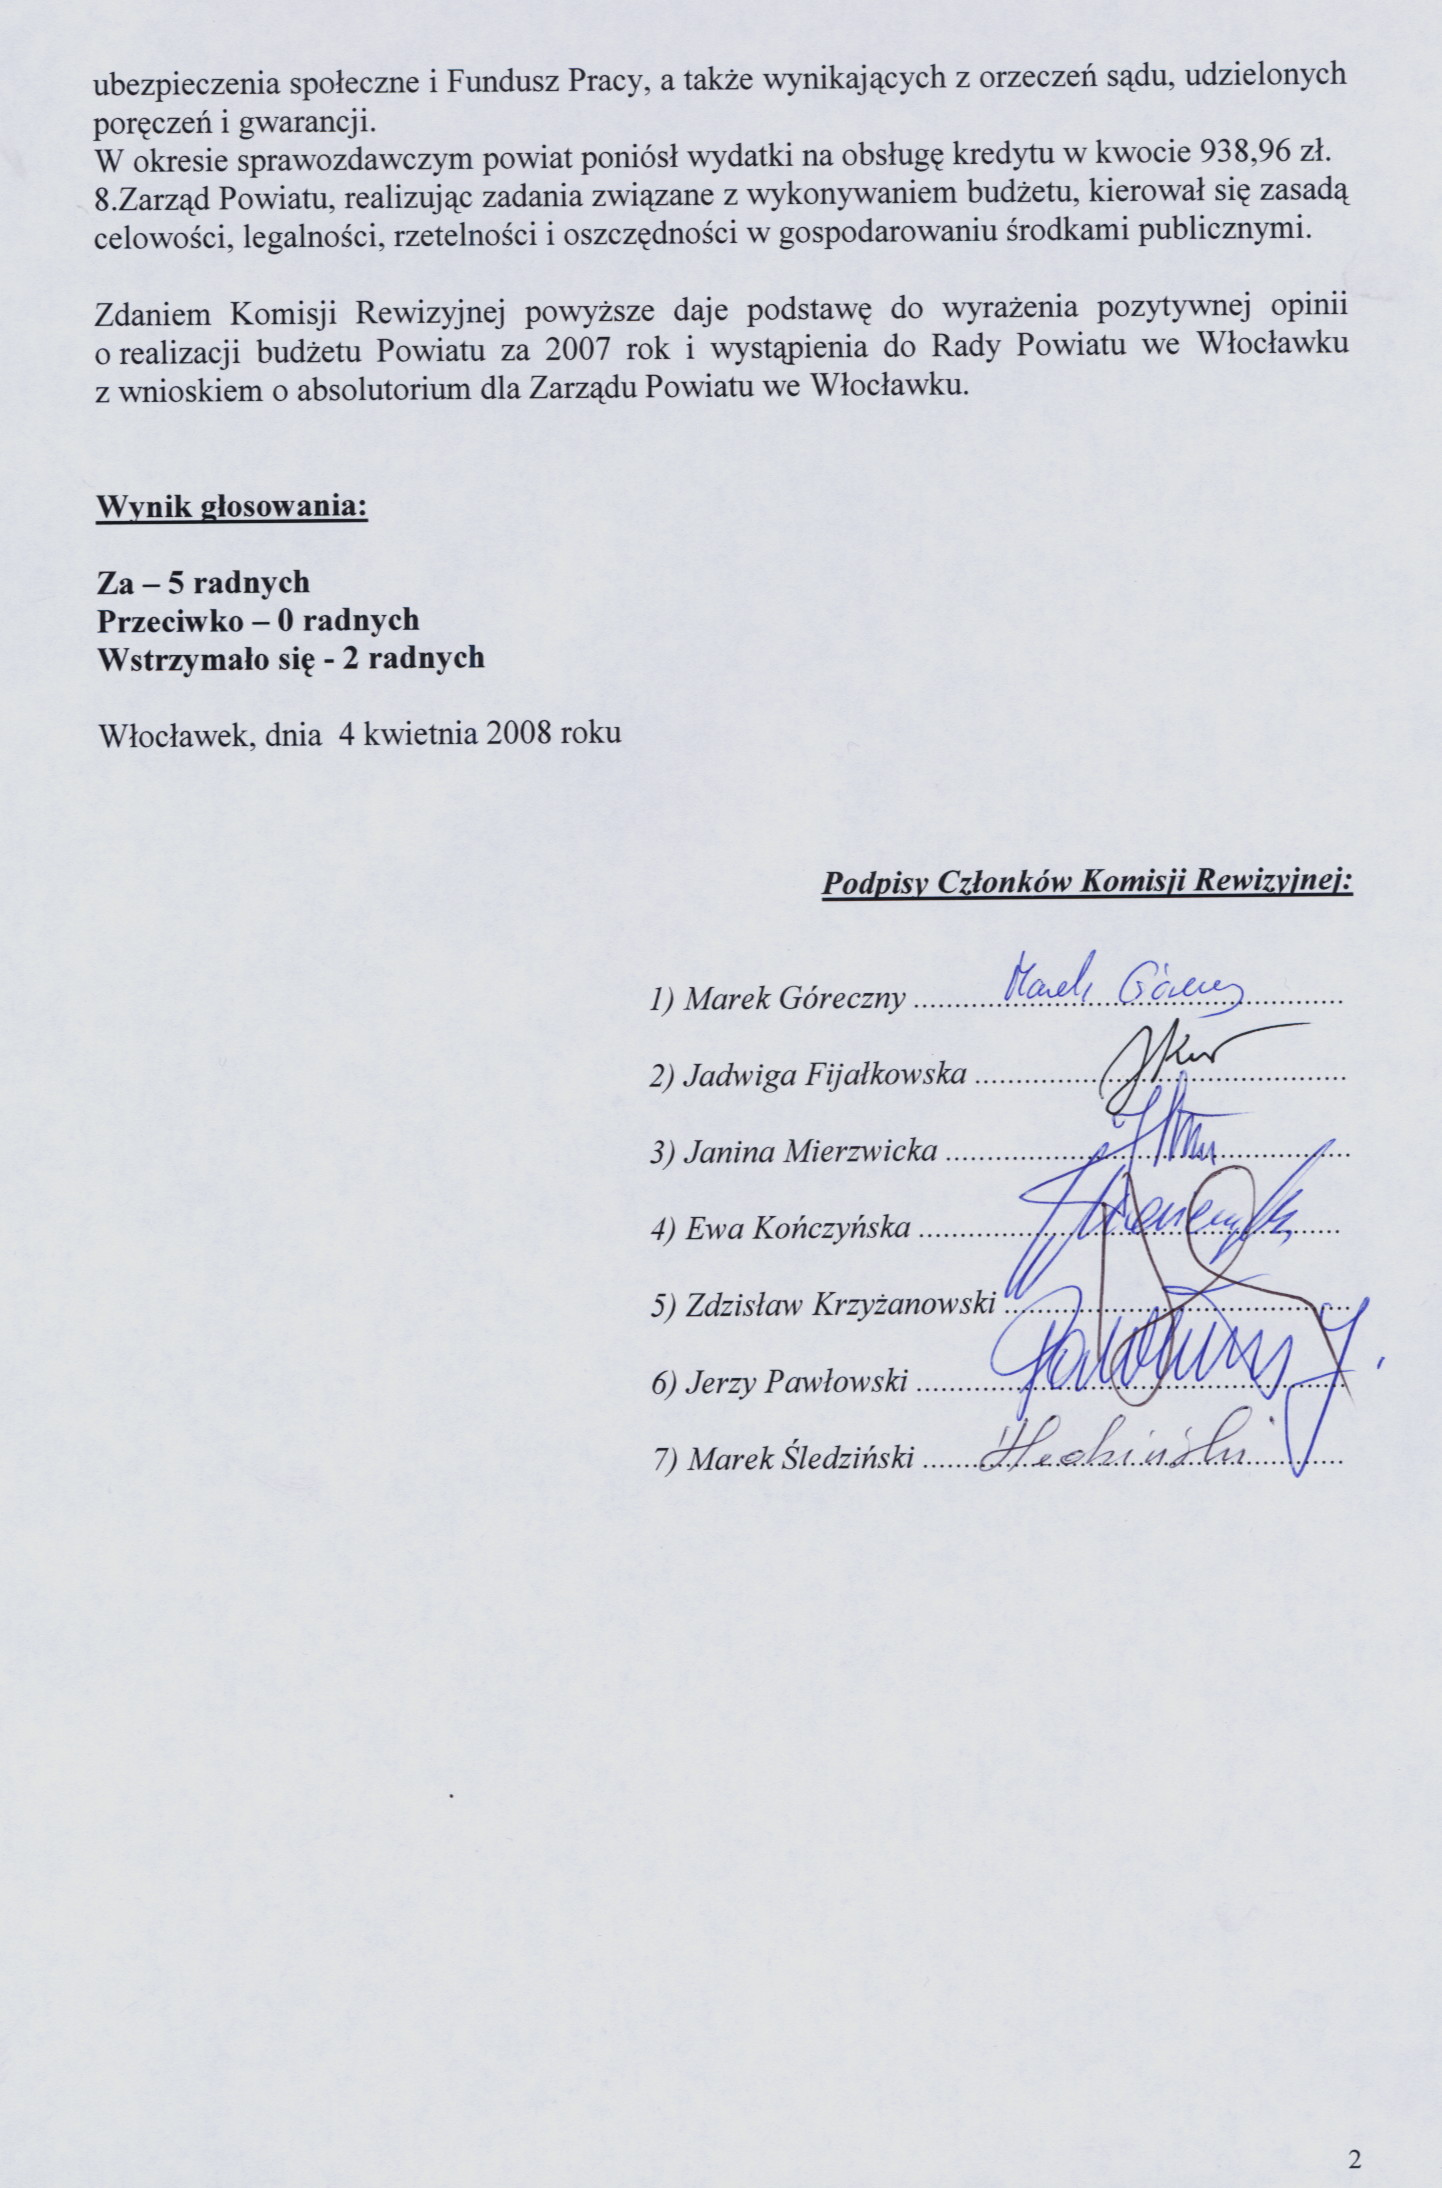 ubezpieczenia społeczne i Fundusz Pracy, a także wynikających z orzeczeń sądu, udzielonych
poręczeń i gwarancji.
W okresie sprawozdawczym powiat poniósł wydatki na obsługę kredytu w kwocie 938,96 zł.
8.Zarząd Powiatu, realizując zadania związane z wykonywaniem budżetu, kierował się zasadą
celowości, legalności, rzetelności i oszczędności w gospodarowaniu środkami publicznymi.
Zdaniem Komisji Rewizyjnej powyższe daje podstawę do wyrażenia pozytywnej opinii
o realizacji budżetu Powiatu za 2007 rok i wystąpienia do Rady Powiatu we Włocławku
z wnioskiem o absolutorium dla Zarządu Powiatu we Włocławku.
Wynik głosowania:
Za – 5 radnych
Przeciwko – 0 radnych
Wstrzymało się - 2 radnych
Włocławek, dnia 4 kwietnia 2008 roku
Podpisy Członków Komisji Rewizyjnej:
1) Marek Góreczny ........ Marek
2) Jadwiga Fijałkowska ........
3) Janina Mierzwicka ........
4) Ewa Kończyńska ........
5) Zdzisław Krzyżanowski ........
6) Jerzy Pawłowski ........
7) Marek Śledziński ........
2